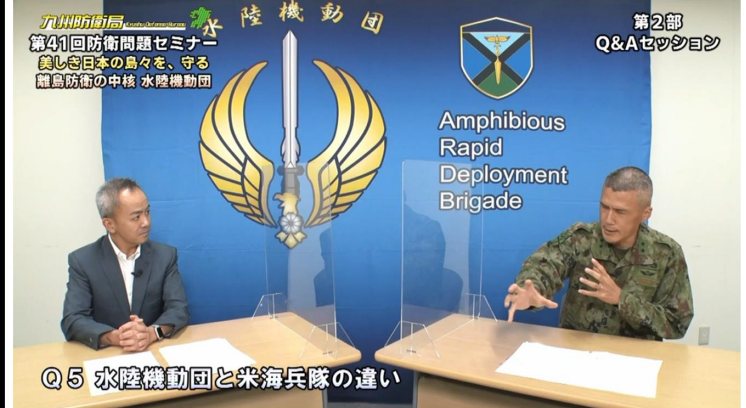 九州防衛局 Kyushu Defense Bureau
第41回防衛問題セミナー
美しき日本の島々を、守る
離島防衛の中核 水陸機動団
水陸機動団
第2部
Q&Aセッション
Amphibious
Rapid
Deployment
Brigade
Q5 水陸機動団と米海兵隊の違い